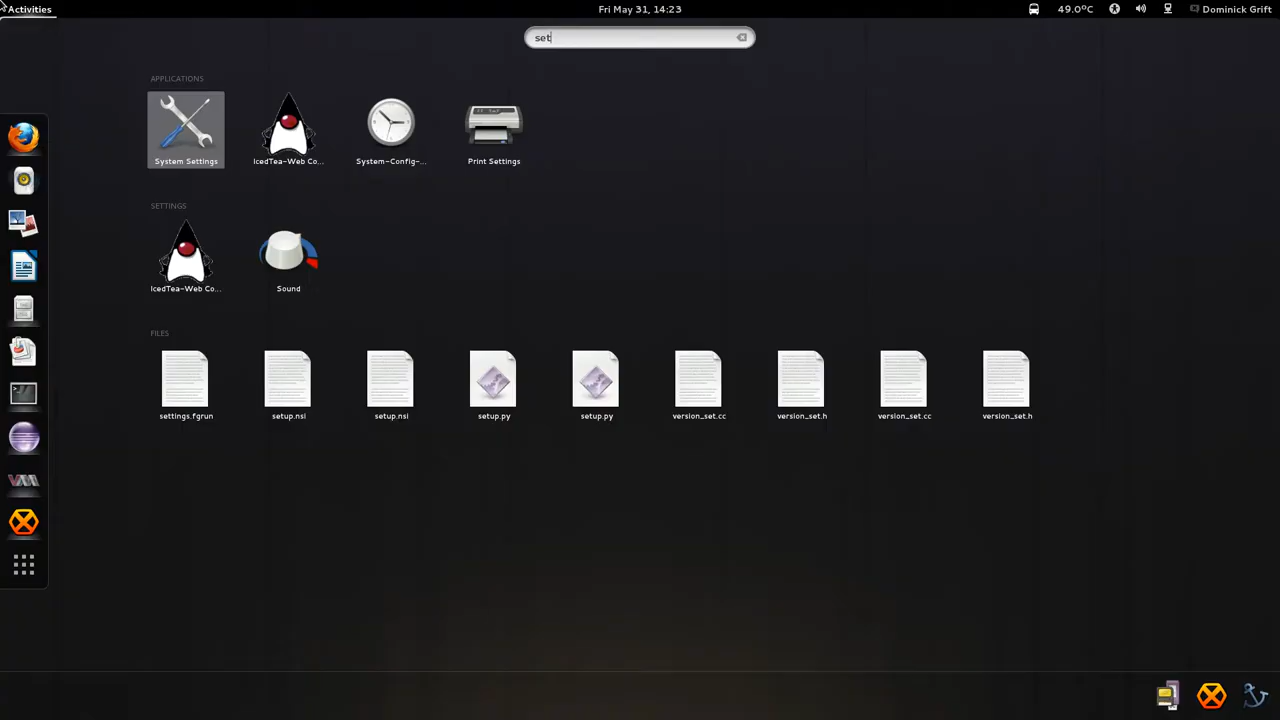 Activities
Fri May 31, 14:23
49.0°C
Dominick Grift
set
APPLICATIONS
System Settings
IcedTea-Web Co...
System-Config-...
Print Settings
SETTINGS
IcedTea-Web Co...
Sound
FILES
settings.fgrun
setup.nsi
setup.nsi
setup.py
setup.py
version_set.cc
version_set.h
version_set.cc
version_set.h